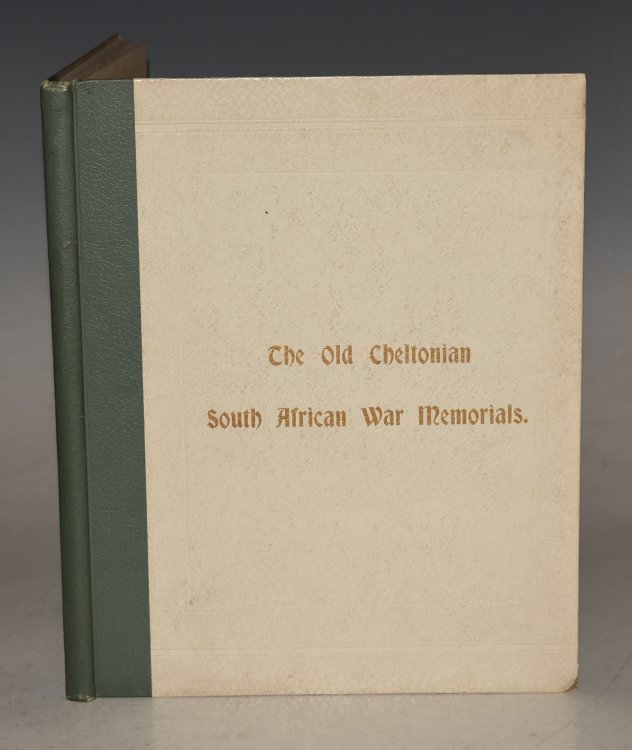 The Old Cheltonian
South African War Memorials.